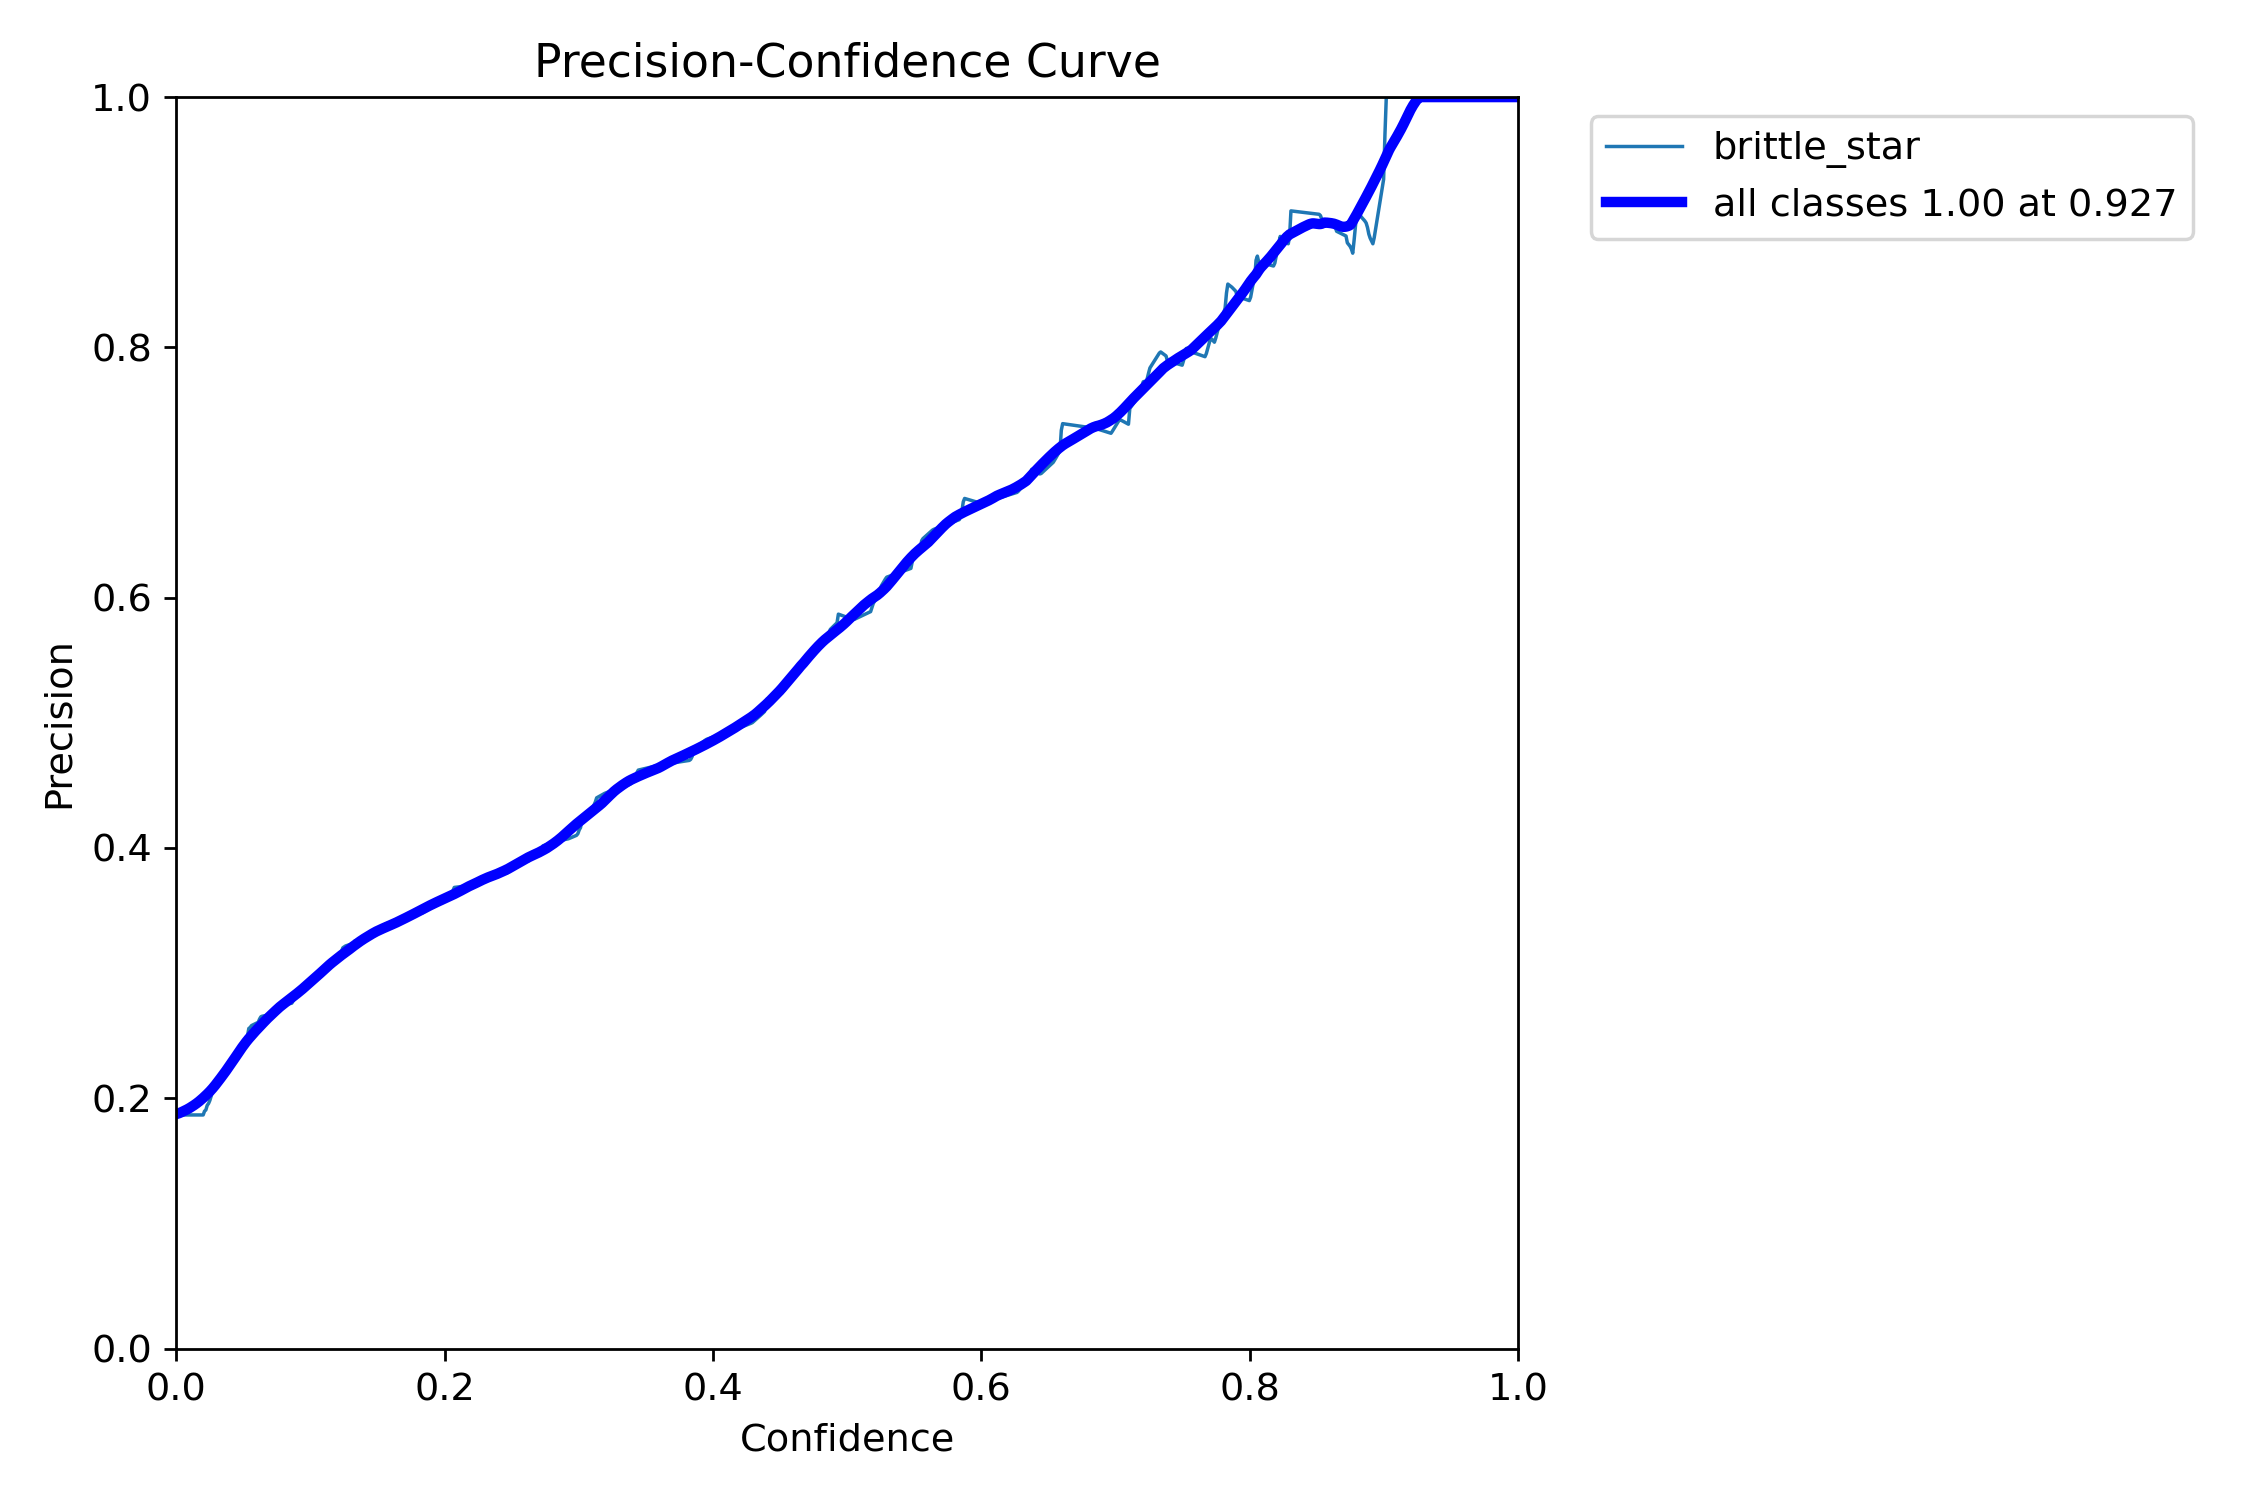 Precision-Confidence Curve
1.0
0.8
0.6
0.4
0.2
0.0
Precision
0.0 0.2 0.4 0.6 0.8 1.0
Confidence
brittle_star
all classes 1.00 at 0.927